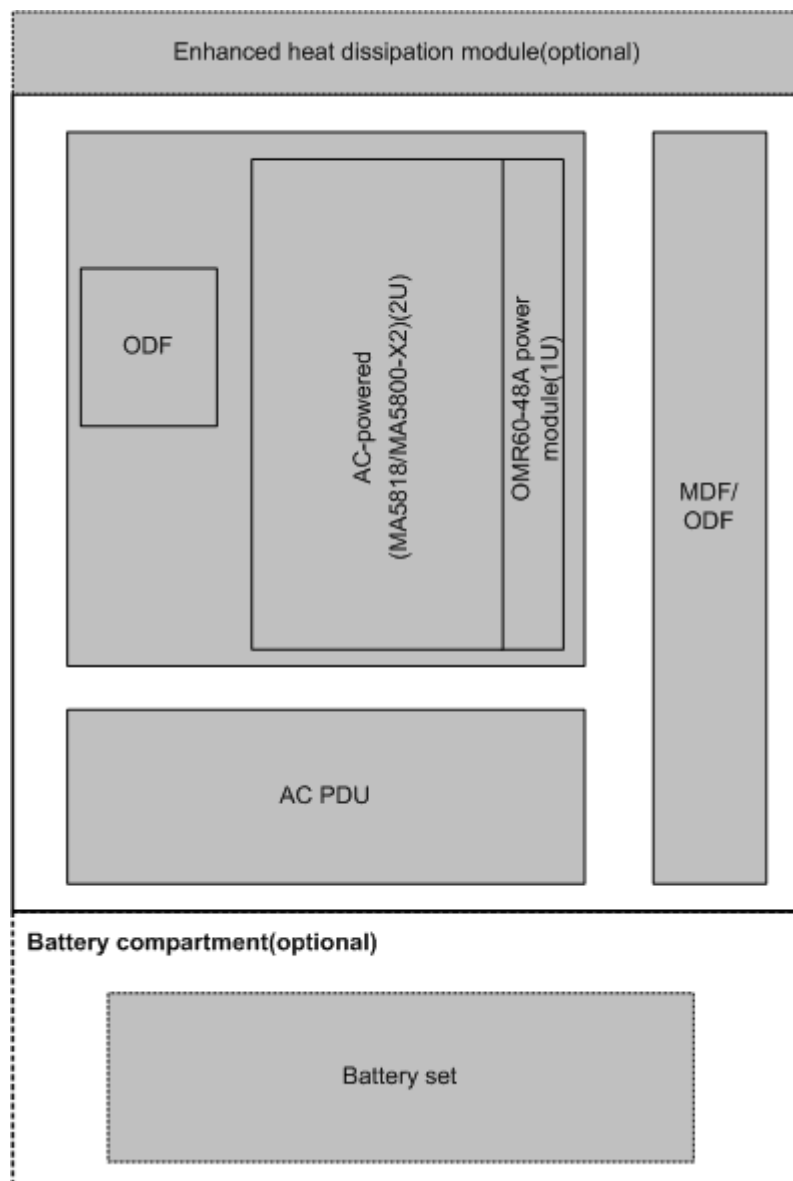 Enhanced heat dissipation module(optional)
ODF
AC-powered
(MA5818/MA5800-X2)(2U)
OMR60-48A power
module(1U)
MDF/
ODF
AC PDU
Battery compartment(optional)
Battery set